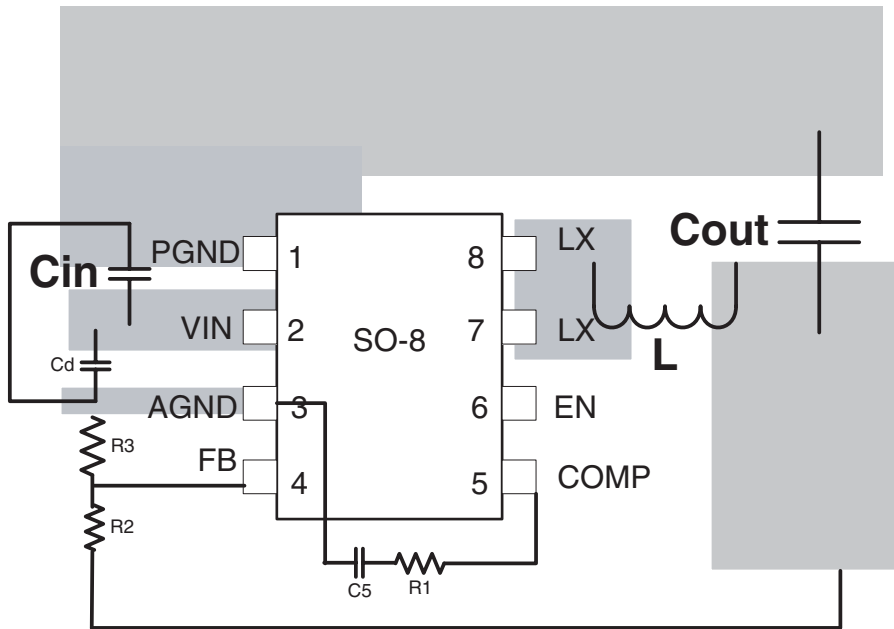 PGND
1
8
LX
Cout
Cin
VIN
2
SO-8
7
LX
L
Cd
AGND
3
6
EN
R3
FB
4
5
COMP
R2
C5
R1